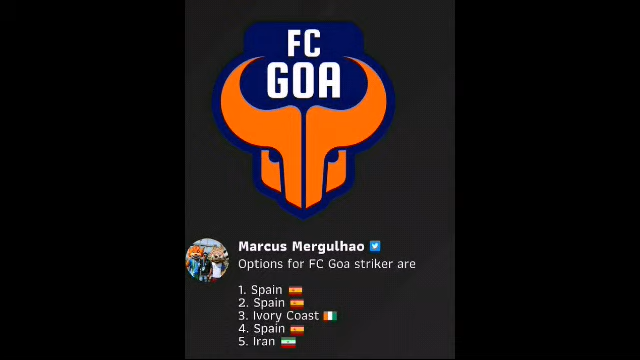 FC
GOA
Marcus Mergulhao
Options for FC Goa striker are
1. Spain 🇪🇸
2. Spain 🇪🇸
3. Ivory Coast 🇨🇮
4. Spain 🇪🇸
5. Iran 🇮🇷